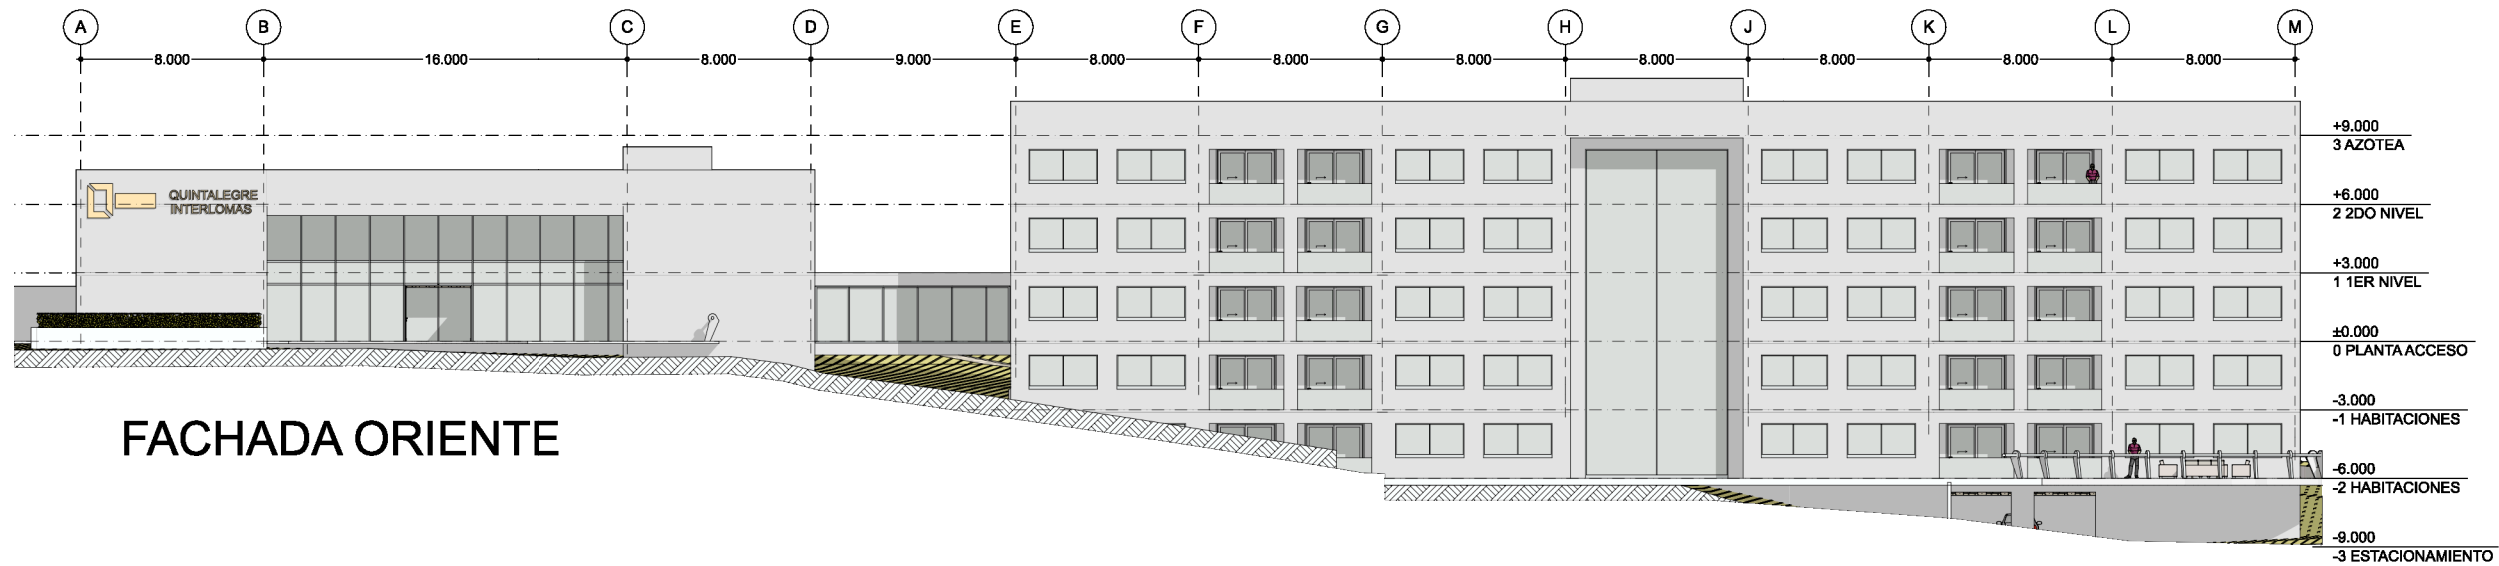 A B C D E F G H J K L M
8.000 16.000 8.000 9.000 8.000 8.000 8.000 8.000 8.000 8.000 8.000
+9.000
3 AZOTEA
QUINTALEGRE
INTERLOMAS
+6.000
2 2DO NIVEL
+3.000
1 1ER NIVEL
±0.000
0 PLANTA ACCESO
-3.000
-1 HABITACIONES
FACHADA ORIENTE
-6.000
-2 HABITACIONES
-9.000
-3 ESTACIONAMIENTO